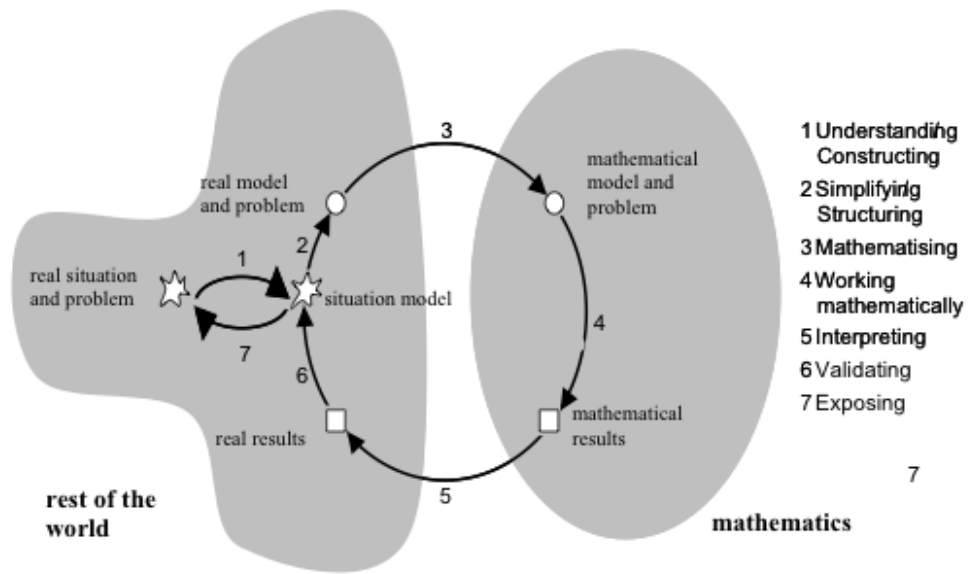 3
1 Understanding
Constructing
mathematical
model and
problem
real model
and problem
2 Simplifying
Structuring
2
3 Mathematising
1
real situation
and problem
situation model
4 Working
mathematically
4
7
5 Interpreting
6
6 Validating
7 Exposing
mathematical
results
real results
7
5
rest of the
world
mathematics